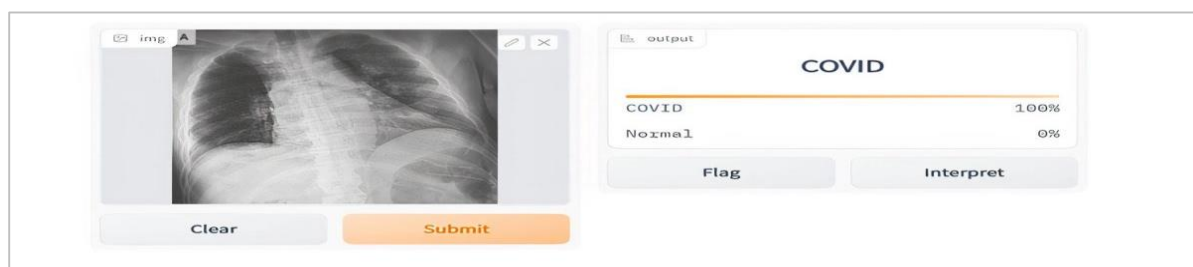 img
A
Clear
Submit
output
COVID
COVID 100%
Normal 0%
Flag
Interpret